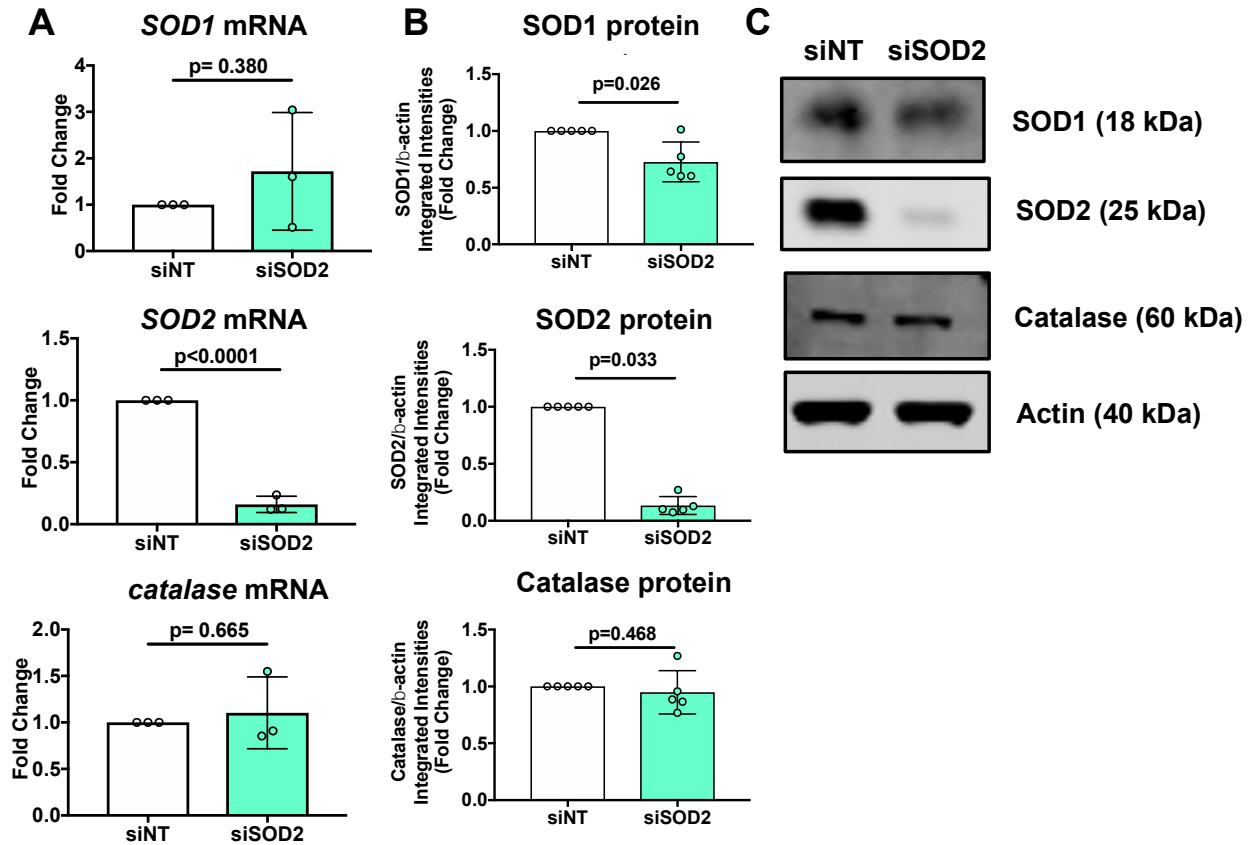 A
SOD1 mRNA
p= 0.380
Fold Change
4
3
2
1
0
siNT
siSOD2
SOD2 mRNA
p<0.0001
Fold Change
1.5
1.0
0.5
0.0
siNT
siSOD2
catalase mRNA
p= 0.665
Fold Change
2.0
1.5
1.0
0.5
0.0
siNT
siSOD2
B
SOD1 protein
p=0.026
SOD1/b-actin
Integrated Intensities
(Fold Change)
1.5
1.0
0.5
0.0
siNT
siSOD2
SOD2 protein
p=0.033
SOD2/b-actin
Integrated Intensities
(Fold Change)
1.5
1.0
0.5
0.0
siNT
siSOD2
Catalase protein
p=0.468
Catalase/b-actin
Integrated Intensities
(Fold Change)
1.5
1.0
0.5
0.0
siNT
siSOD2
C
siNT siSOD2
SOD1 (18 kDa)
SOD2 (25 kDa)
Catalase (60 kDa)
Actin (40 kDa)